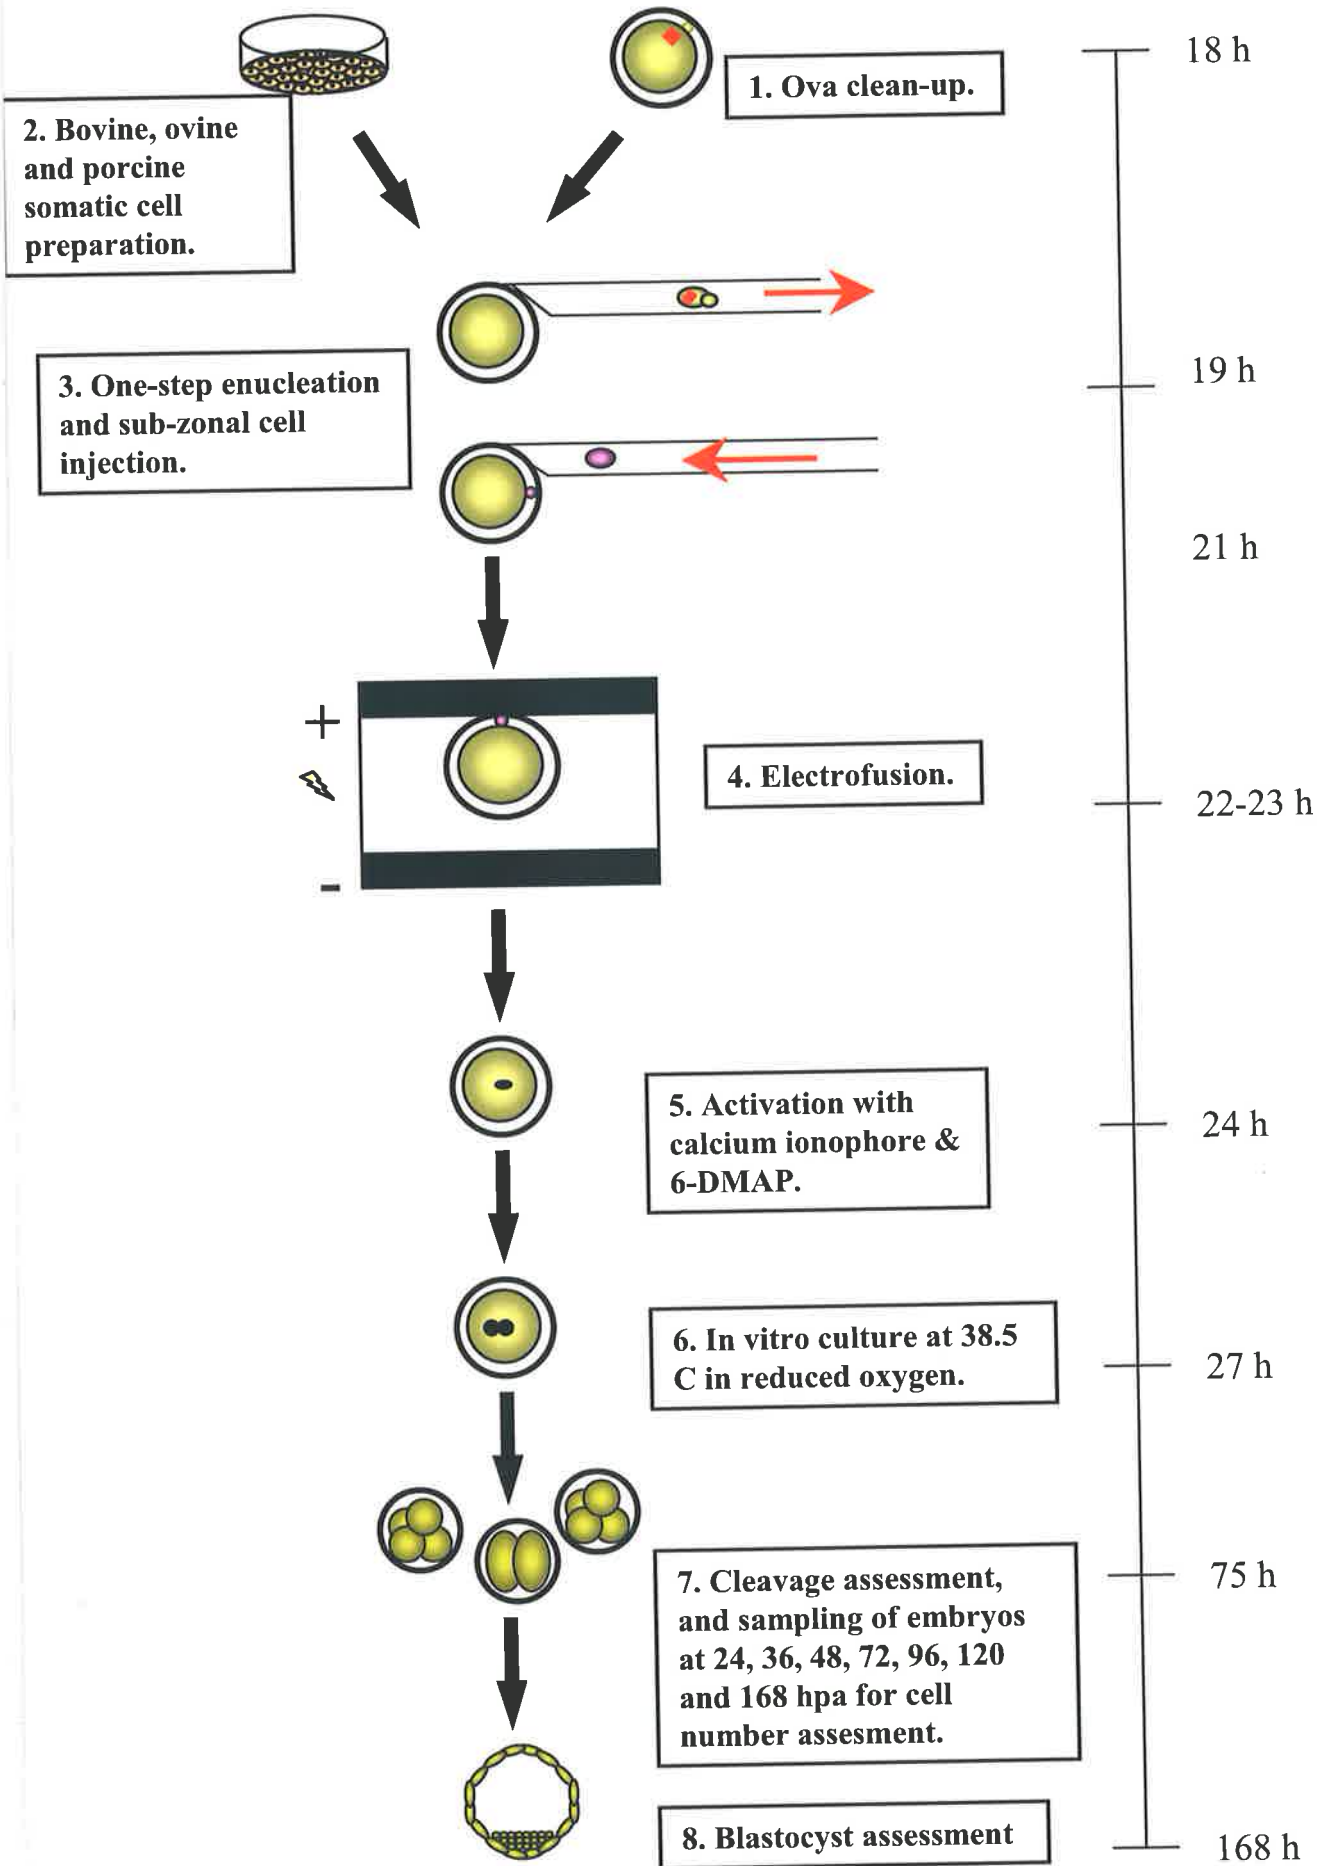 18 h
1. Ova clean-up.
2. Bovine, ovine
and porcine
somatic cell
preparation.
3. One-step enucleation
and sub-zonal cell
injection.
19 h
21 h
+
4. Electrofusion.
22-23 h
-
5. Activation with
calcium ionophore &
6-DMAP.
24 h
6. In vitro culture at 38.5
C in reduced oxygen.
27 h
7. Cleavage assessment,
and sampling of embryos
at 24, 36, 48, 72, 96, 120
and 168 hpa for cell
number assesment.
75 h
8. Blastocyst assessment
168 h